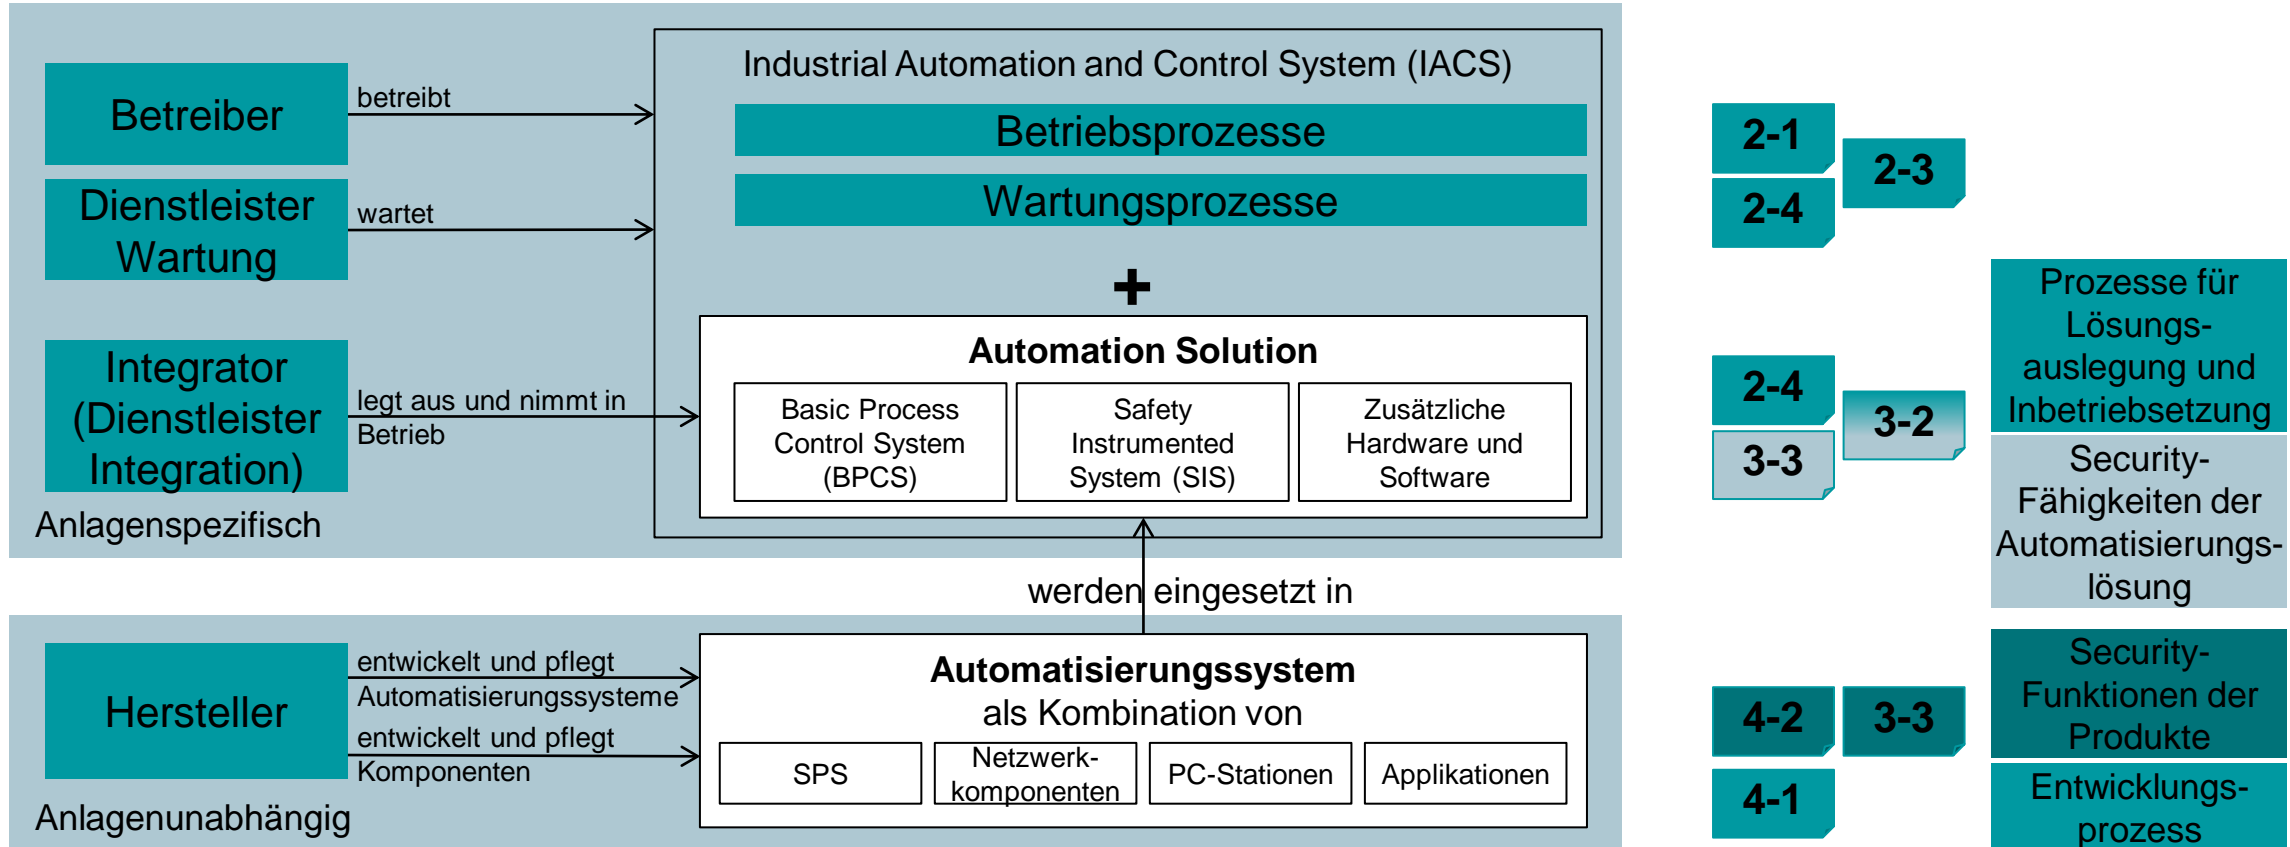 Industrial Automation and Control System (IACS)
Betreiber
betreibt
Betriebsprozesse
Dienstleister
Wartung
wartet
Wartungsprozesse
+
Integrator
(Dienstleister
Integration)
legt aus und nimmt in
Betrieb
Automation Solution
Basic Process
Control System
(BPCS)
Safety
Instrumented
System (SIS)
Zusätzliche
Hardware und
Software
Anlagenspezifisch
werden eingesetzt in
Hersteller
entwickelt und pflegt
Automatisierungssysteme
entwickelt und pflegt
Komponenten
Automatisierungssystem
als Kombination von
SPS
Netzwerk-
komponenten
PC-Stationen
Applikationen
Anlagenunabhängig
2-1
2-3
2-4
2-4
3-2
3-3
Prozesse für
Lösungs-
auslegung und
Inbetriebsetzung
Security-
Fähigkeiten der
Automatisierungs-
lösung
4-2
3-3
4-1
Security-
Funktionen der
Produkte
Entwicklungs-
prozess